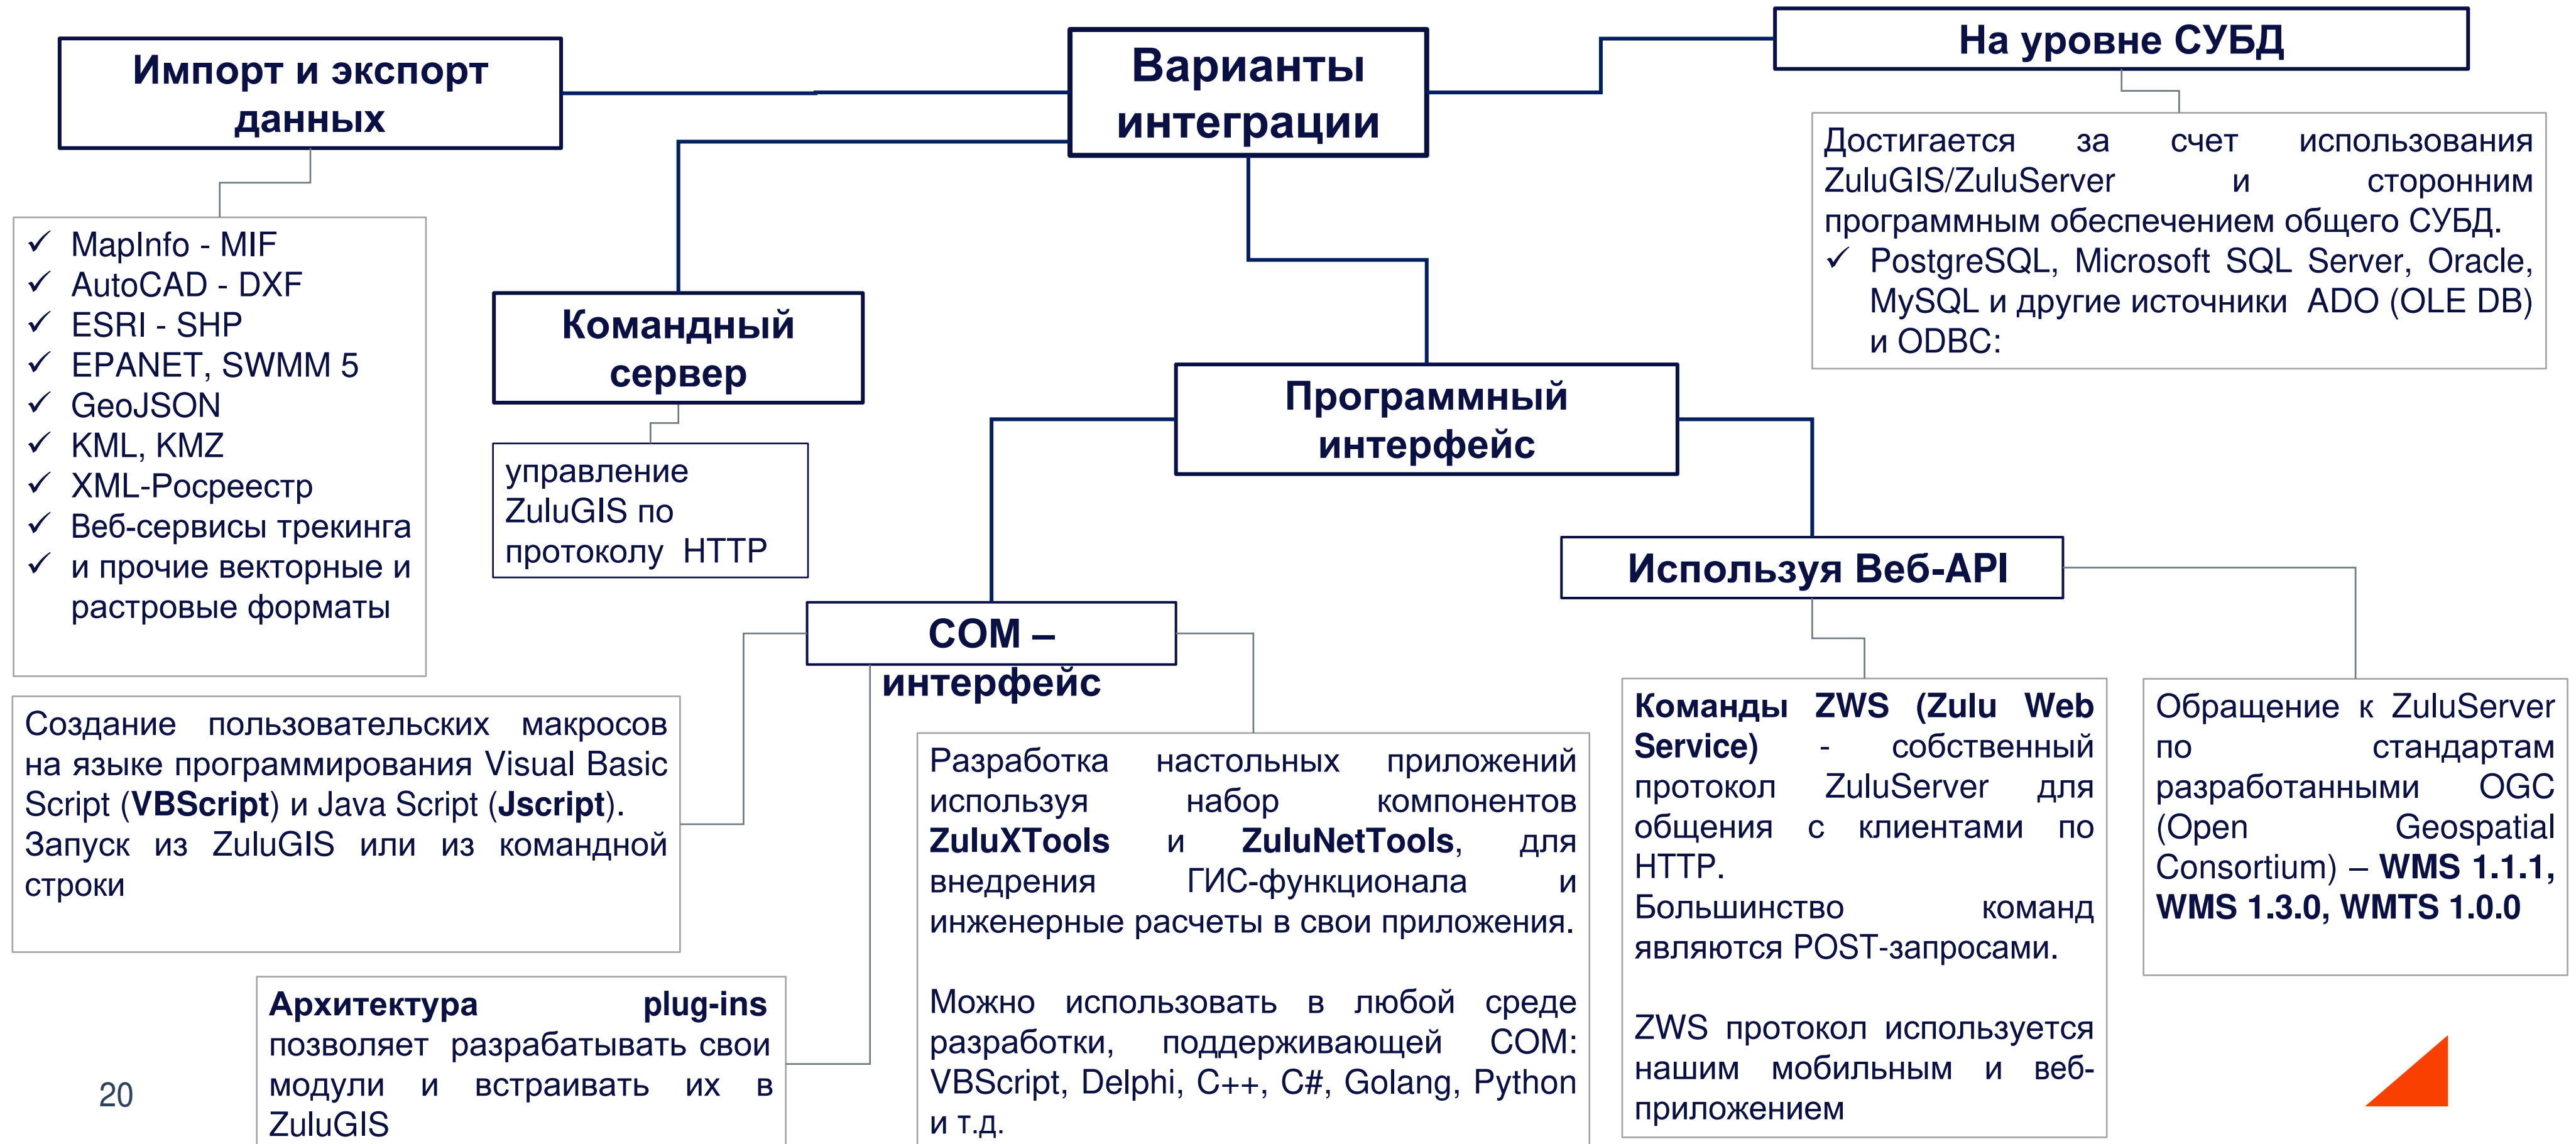 Варианты
интеграции
Импорт и экспорт
данных
MapInfo - MIF
AutoCAD - DXF
ESRI - SHP
EPANET, SWMM 5
GeoJSON
KML, KMZ
XML-Росреестр
Веб-сервисы трекинга
и прочие векторные и
растровые форматы
Командный
сервер
управление
ZuluGIS по
протоколу HTTP
На уровне СУБД
Достигается за счет использования
ZuluGIS/ZuluServer и сторонним
программным обеспечением общего СУБД.
PostgreSQL, Microsoft SQL Server, Oracle,
MySQL и другие источники ADO (OLE DB)
и ODBC:
Программный
интерфейс
COM –
интерфейс
Создание пользовательских макросов
на языке программирования Visual Basic
Script (VBScript) и Java Script (Jscript).
Запуск из ZuluGIS или из командной
строки
Архитектура plug-ins
позволяет разрабатывать свои
модули и встраивать их в
ZuluGIS
Разработка настольных приложений
используя набор компонентов
ZuluXTools и ZuluNetTools, для
внедрения ГИС-функционала и
инженерные расчеты в свои приложения.
Можно использовать в любой среде
разработки, поддерживающей COM:
VBScript, Delphi, C++, C#, Golang, Python
и т.д.
Используя Веб-API
Команды ZWS (Zulu Web
Service) - собственный
протокол ZuluServer для
общения с клиентами по
HTTP.
Большинство команд
являются POST-запросами.
ZWS протокол используется
нашим мобильным и веб-
приложением
Обращение к ZuluServer
по стандартам
разработанными OGC
(Open Geospatial
Consortium) – WMS 1.1.1,
WMS 1.3.0, WMTS 1.0.0
20